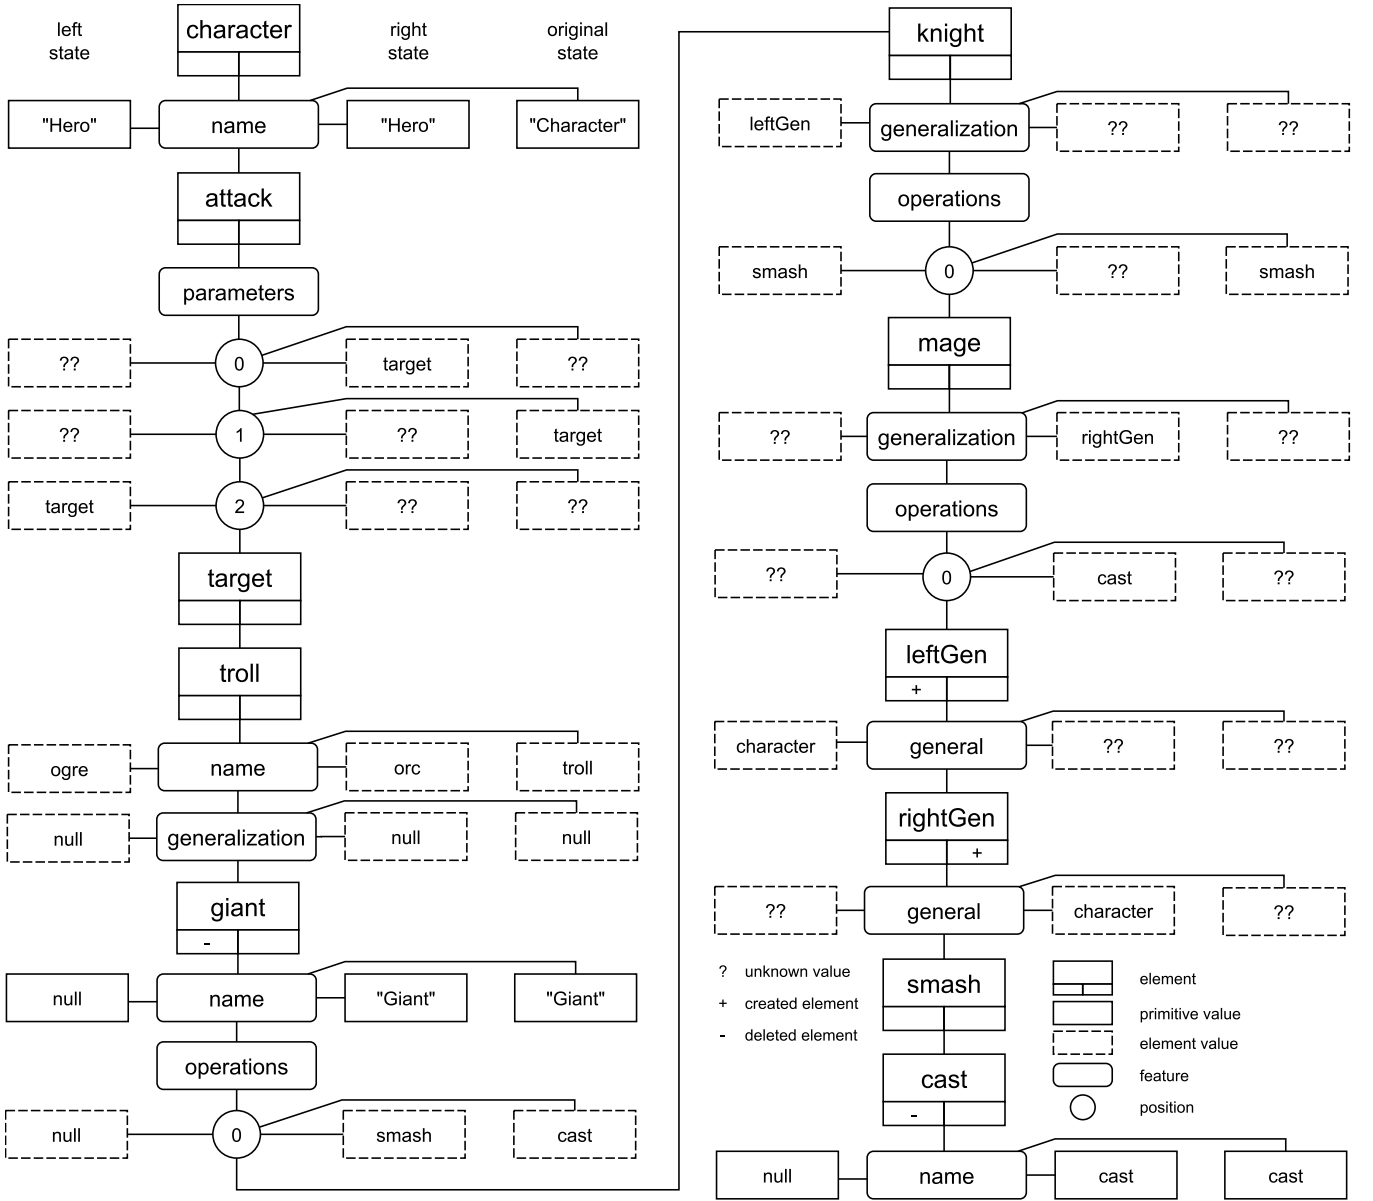 left
state
character
right
state
original
state
"Hero"
name
"Hero"
"Character"
attack
parameters
??
0
target
??
??
1
??
target
target
2
??
??
target
troll
ogre
name
orc
troll
null
generalization
null
null
giant
-
null
name
"Giant"
"Giant"
operations
null
0
smash
cast
knight
leftGen
generalization
??
??
operations
smash
0
??
smash
mage
??
generalization
rightGen
??
operations
??
0
cast
??
leftGen
+
character
general
??
??
rightGen
+
??
general
character
??
smash
cast
-
null
name
cast
cast
? unknown value
+ created element
- deleted element
element
primitive value
element value
feature
position